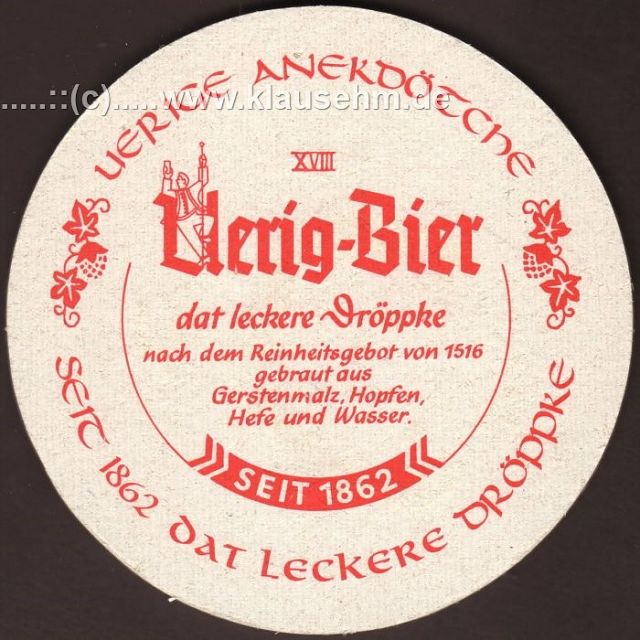 UERIGE ANEKDÖTCHE
.....::(c).....www.klausehm.de
XVIII
Uerig-Bier
dat leckere Dröppke
nach dem Reinheitsgebot von 1516
gebraut aus
Gerstenmalz, Hopfen,
Hefe und Wasser.
SEIT 1862
SEIT 1862 DAT LECKERE DRÖPPKE